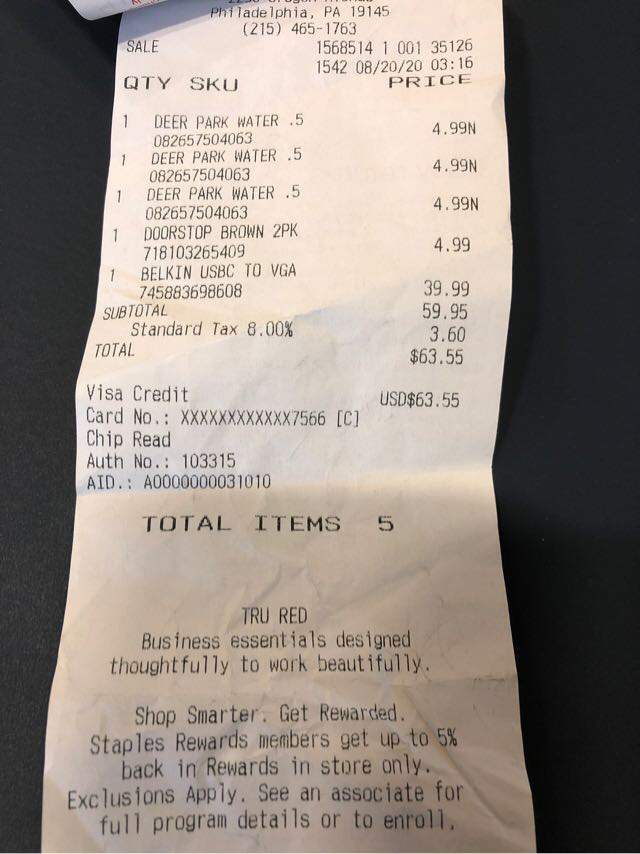 Philadelphia, PA 19145
(215) 465-1763
SALE 1568514 1 001 35126
1542 08/20/20 03:16
QTY SKU PRICE
1 DEER PARK WATER .5
082657504063 4.99N
1 DEER PARK WATER .5
082657504063 4.99N
1 DEER PARK WATER .5
082657504063 4.99N
1 DOORSTOP BROWN 2PK
718103265409 4.99
1 BELKIN USBC TO VGA
745883698608 39.99
SUBTOTAL 59.95
Standard Tax 8.00% 3.60
TOTAL $63.55
Visa Credit USD$63.55
Card No.: XXXXXXXXXXXX7566 [C]
Chip Read
Auth No.: 103315
AID.: A0000000031010
TOTAL ITEMS 5
TRU RED
Business essentials designed
thoughtfully to work beautifully.
Shop Smarter. Get Rewarded.
Staples Rewards members get up to 5%
back in Rewards in store only.
Exclusions Apply. See an associate for
full program details or to enroll.